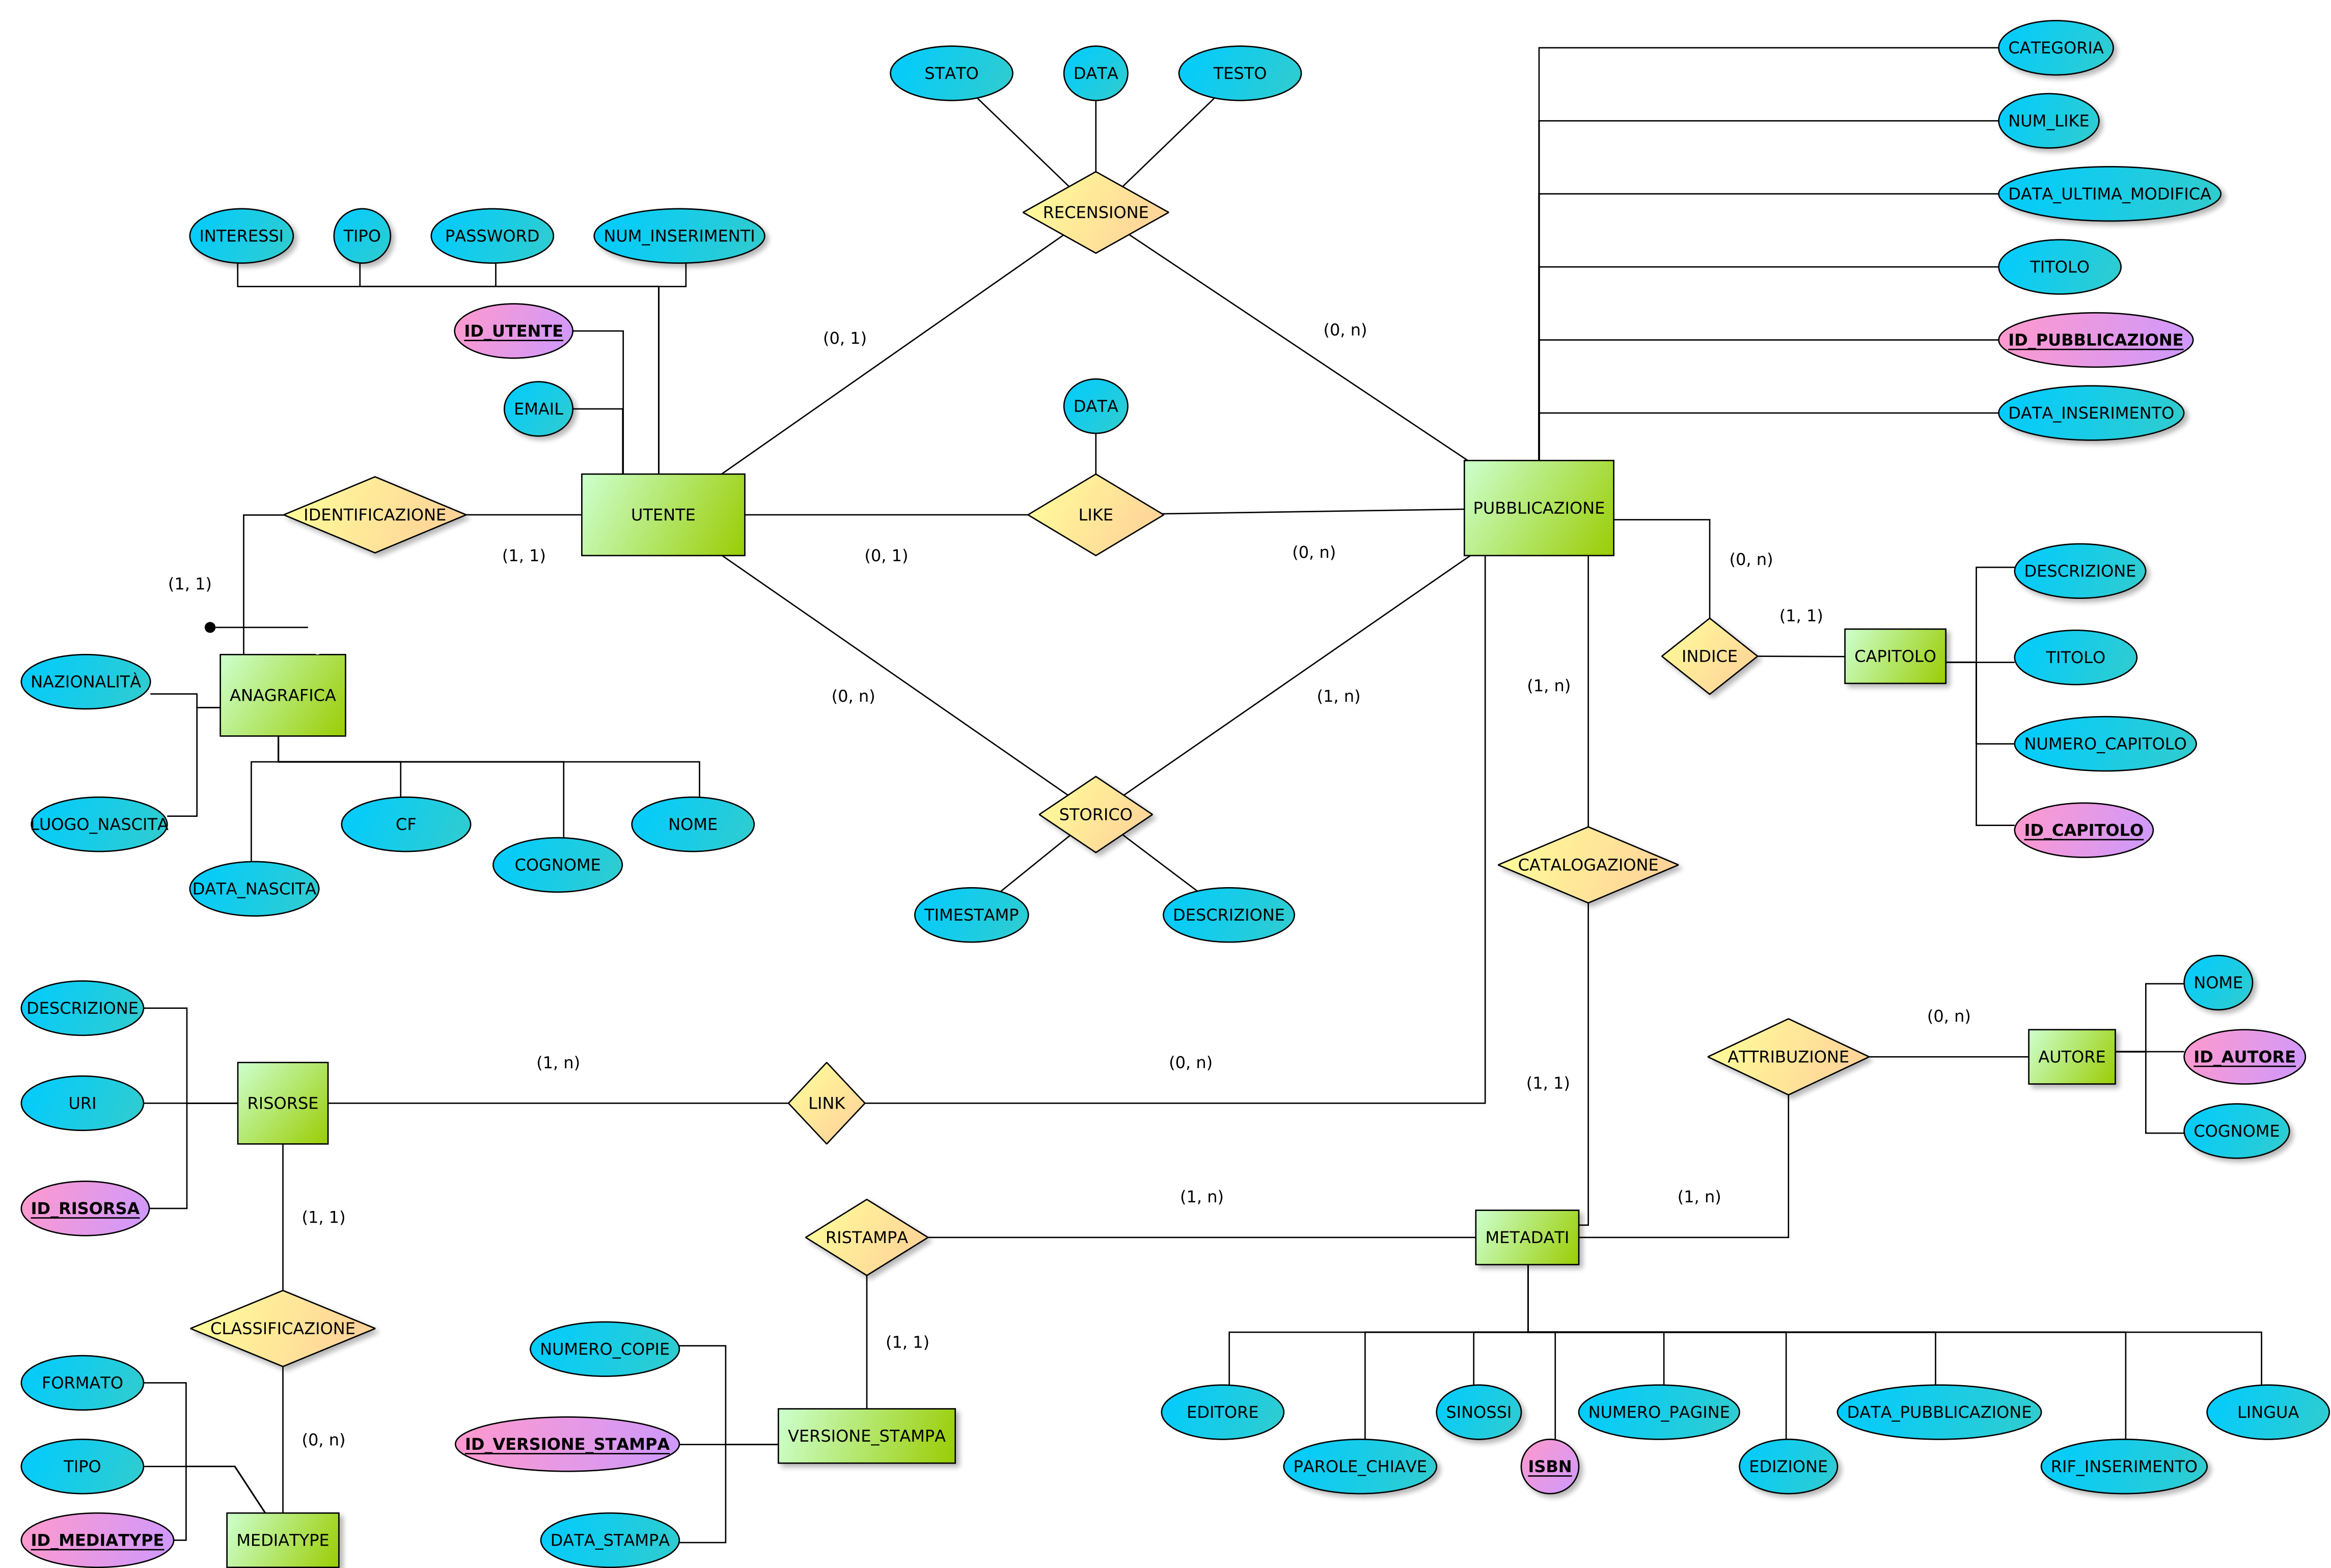 CATEGORIA
STATO
DATA
TESTO
NUM_LIKE
DATA_ULTIMA_MODIFICA
RECENSIONE
INTERESSI
TIPO
PASSWORD
NUM_INSERIMENTI
TITOLO
ID_UTENTE
(0, 1)
(0, n)
ID_PUBBLICAZIONE
EMAIL
DATA
DATA_INSERIMENTO
IDENTIFICAZIONE
UTENTE
LIKE
PUBBLICAZIONE
(1, 1)
(0, 1)
(0, n)
(0, n)
DESCRIZIONE
(1, 1)
(1, 1)
INDICE
CAPITOLO
TITOLO
NAZIONALITÀ
ANAGRAFICA
(0, n)
(1, n)
(1, n)
NUMERO_CAPITOLO
LUOGO_NASCITA
CF
NOME
STORICO
ID_CAPITOLO
COGNOME
CATALOGAZIONE
DATA_NASCITA
TIMESTAMP
DESCRIZIONE
NOME
DESCRIZIONE
(0, n)
(1, n)
(0, n)
ATTRIBUZIONE
AUTORE
ID_AUTORE
URI
RISORSE
LINK
(1, 1)
COGNOME
ID_RISORSA
(1, 1)
(1, n)
(1, n)
RISTAMPA
METADATI
CLASSIFICAZIONE
NUMERO_COPIE
(1, 1)
FORMATO
EDITORE
SINOSSI
NUMERO_PAGINE
DATA_PUBBLICAZIONE
LINGUA
(0, n)
ID_VERSIONE_STAMPA
VERSIONE_STAMPA
TIPO
PAROLE_CHIAVE
ISBN
EDIZIONE
RIF_INSERIMENTO
ID_MEDIATYPE
MEDIATYPE
DATA_STAMPA